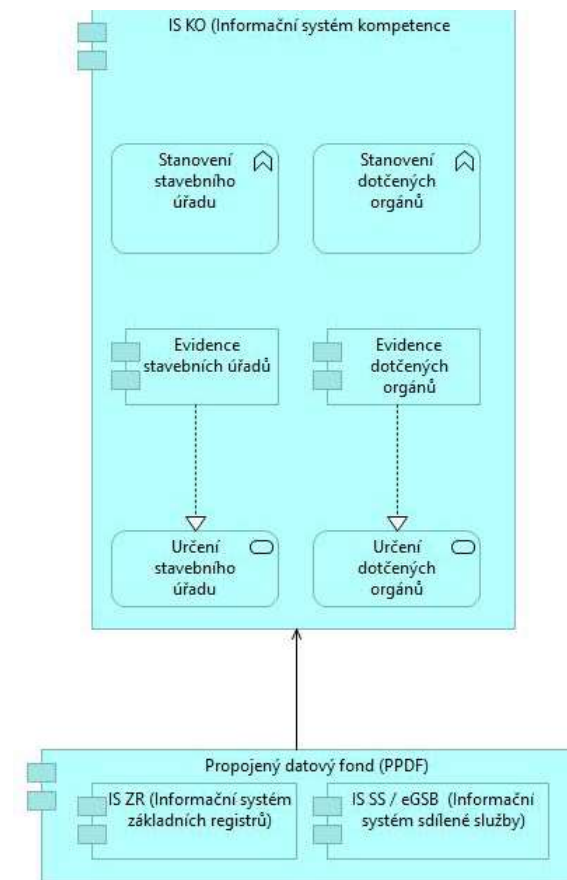 IS KO (Informační systém kompetence
Stanovení
stavebního
úřadu
Stanovení
dotčených
orgánů
Evidence
stavebních úřadů
Evidence
dotčených
orgánů
Určení
stavebního
úřadu
Určení
dotčených
orgánů
Propojený datový fond (PPDF)
IS ZR (Informační systém
základních registrů)
IS SS / eGSB (Informační
systém sdílené služby)